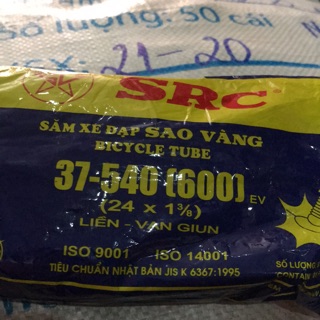 Số lượng: 50 cái
21-20
SRC
SĂM XE ĐẠP SAO VÀNG
BICYCLE TUBE
37-540 (600) EV
(24 x 1⅜)
LIỀN - VAN GIUN
ISO 9001 ISO 14001
TIÊU CHUẨN NHẬT BẢN JIS K 6367:1995
SỐ LƯỢNG